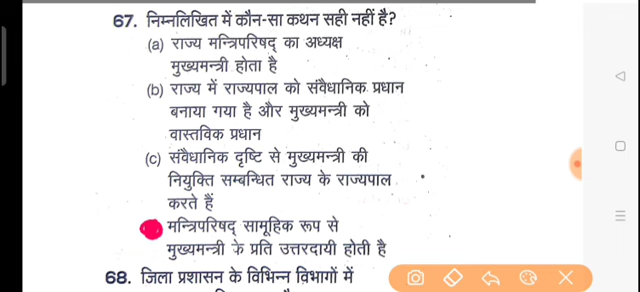 67. निम्नलिखित में कौन-सा कथन सही नहीं है?
(a) राज्य मन्त्रिपरिषद् का अध्यक्ष
मुख्यमन्त्री होता है
(b) राज्य में राज्यपाल को संवैधानिक प्रधान
बनाया गया है और मुख्यमन्त्री को
वास्तविक प्रधान
(c) संवैधानिक दृष्टि से मुख्यमन्त्री की
नियुक्ति सम्बन्धित राज्य के राज्यपाल
करते हैं
मन्त्रिपरिषद् सामूहिक रूप से
मुख्यमन्त्री के प्रति उत्तरदायी होती है
68. जिला प्रशासन के विभिन्न विभागों में